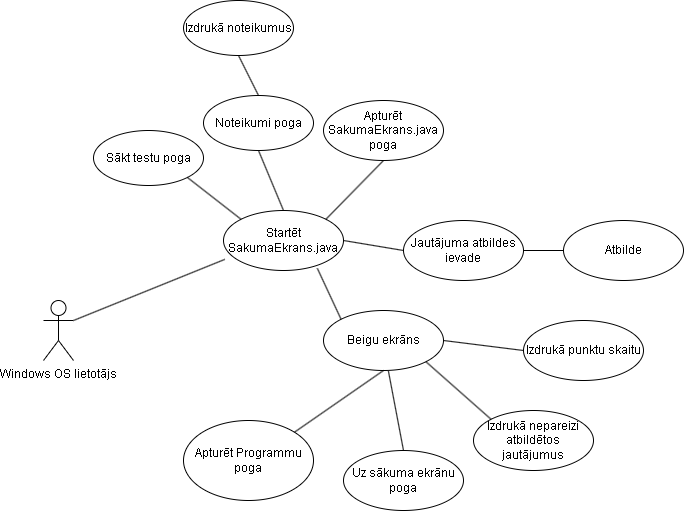 Izdrukā noteikumus
Noteikumi poga
Apturēt
SakumaEkrans.java
poga
Sākt testu poga
Startēt
SakumaEkrans.java
Jautājuma atbildes
ievade
Atbilde
Windows OS lietotājs
Beigu ekrāns
Izdrukā punktu skaitu
Izdrukā nepareizi
atbildētos
jautājumus
Apturēt Programmu
poga
Uz sākuma ekrānu
poga